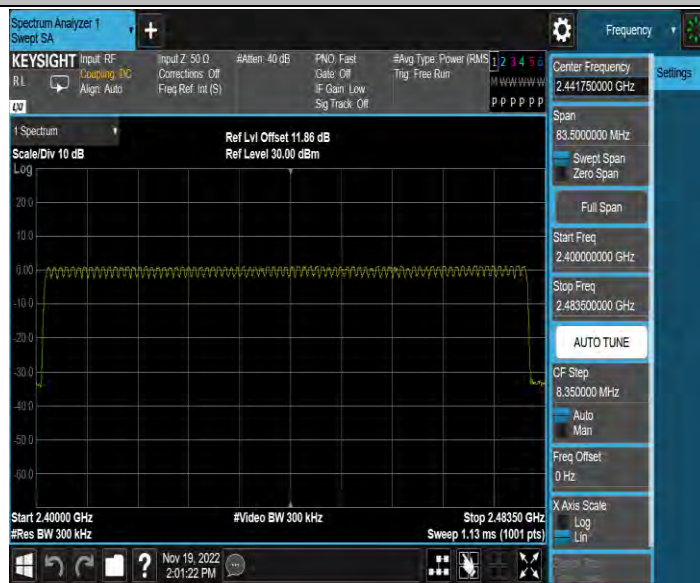 Spectrum Analyzer 1
Swept SA
+
Frequency
KEYSIGHT
RL
LXI
Input: RF
Coupling: DC
Align: Auto
Input Z: 50 Ω
Corrections: Off
Freq Ref: Int (S)
#Atten: 40 dB
PNO: Fast
Gate: Off
IF Gain: Low
Sig Track: Off
#Avg Type: Power (RMS
Trig: Free Run
1 2 3 4 5 6
M W W W W W
P P P P P P
1 Spectrum
Scale/Div 10 dB
Ref Lvl Offset 11.86 dB
Ref Level 30.00 dBm
Log
20.0
10.0
0.00
-10.0
-20.0
-30.0
-40.0
-50.0
-60.0
Start 2.40000 GHz
#Res BW 300 kHz
#Video BW 300 kHz
Stop 2.48350 GHz
Sweep 1.13 ms (1001 pts)
Center Frequency
2.441750000 GHz
Settings
Span
83.5000000 MHz
Swept Span
Zero Span
Full Span
Start Freq
2.400000000 GHz
Stop Freq
2.483500000 GHz
AUTO TUNE
CF Step
8.350000 MHz
Auto
Man
Freq Offset
0 Hz
X Axis Scale
Log
Lin
?
Nov 19, 2022
2:01:22 PM